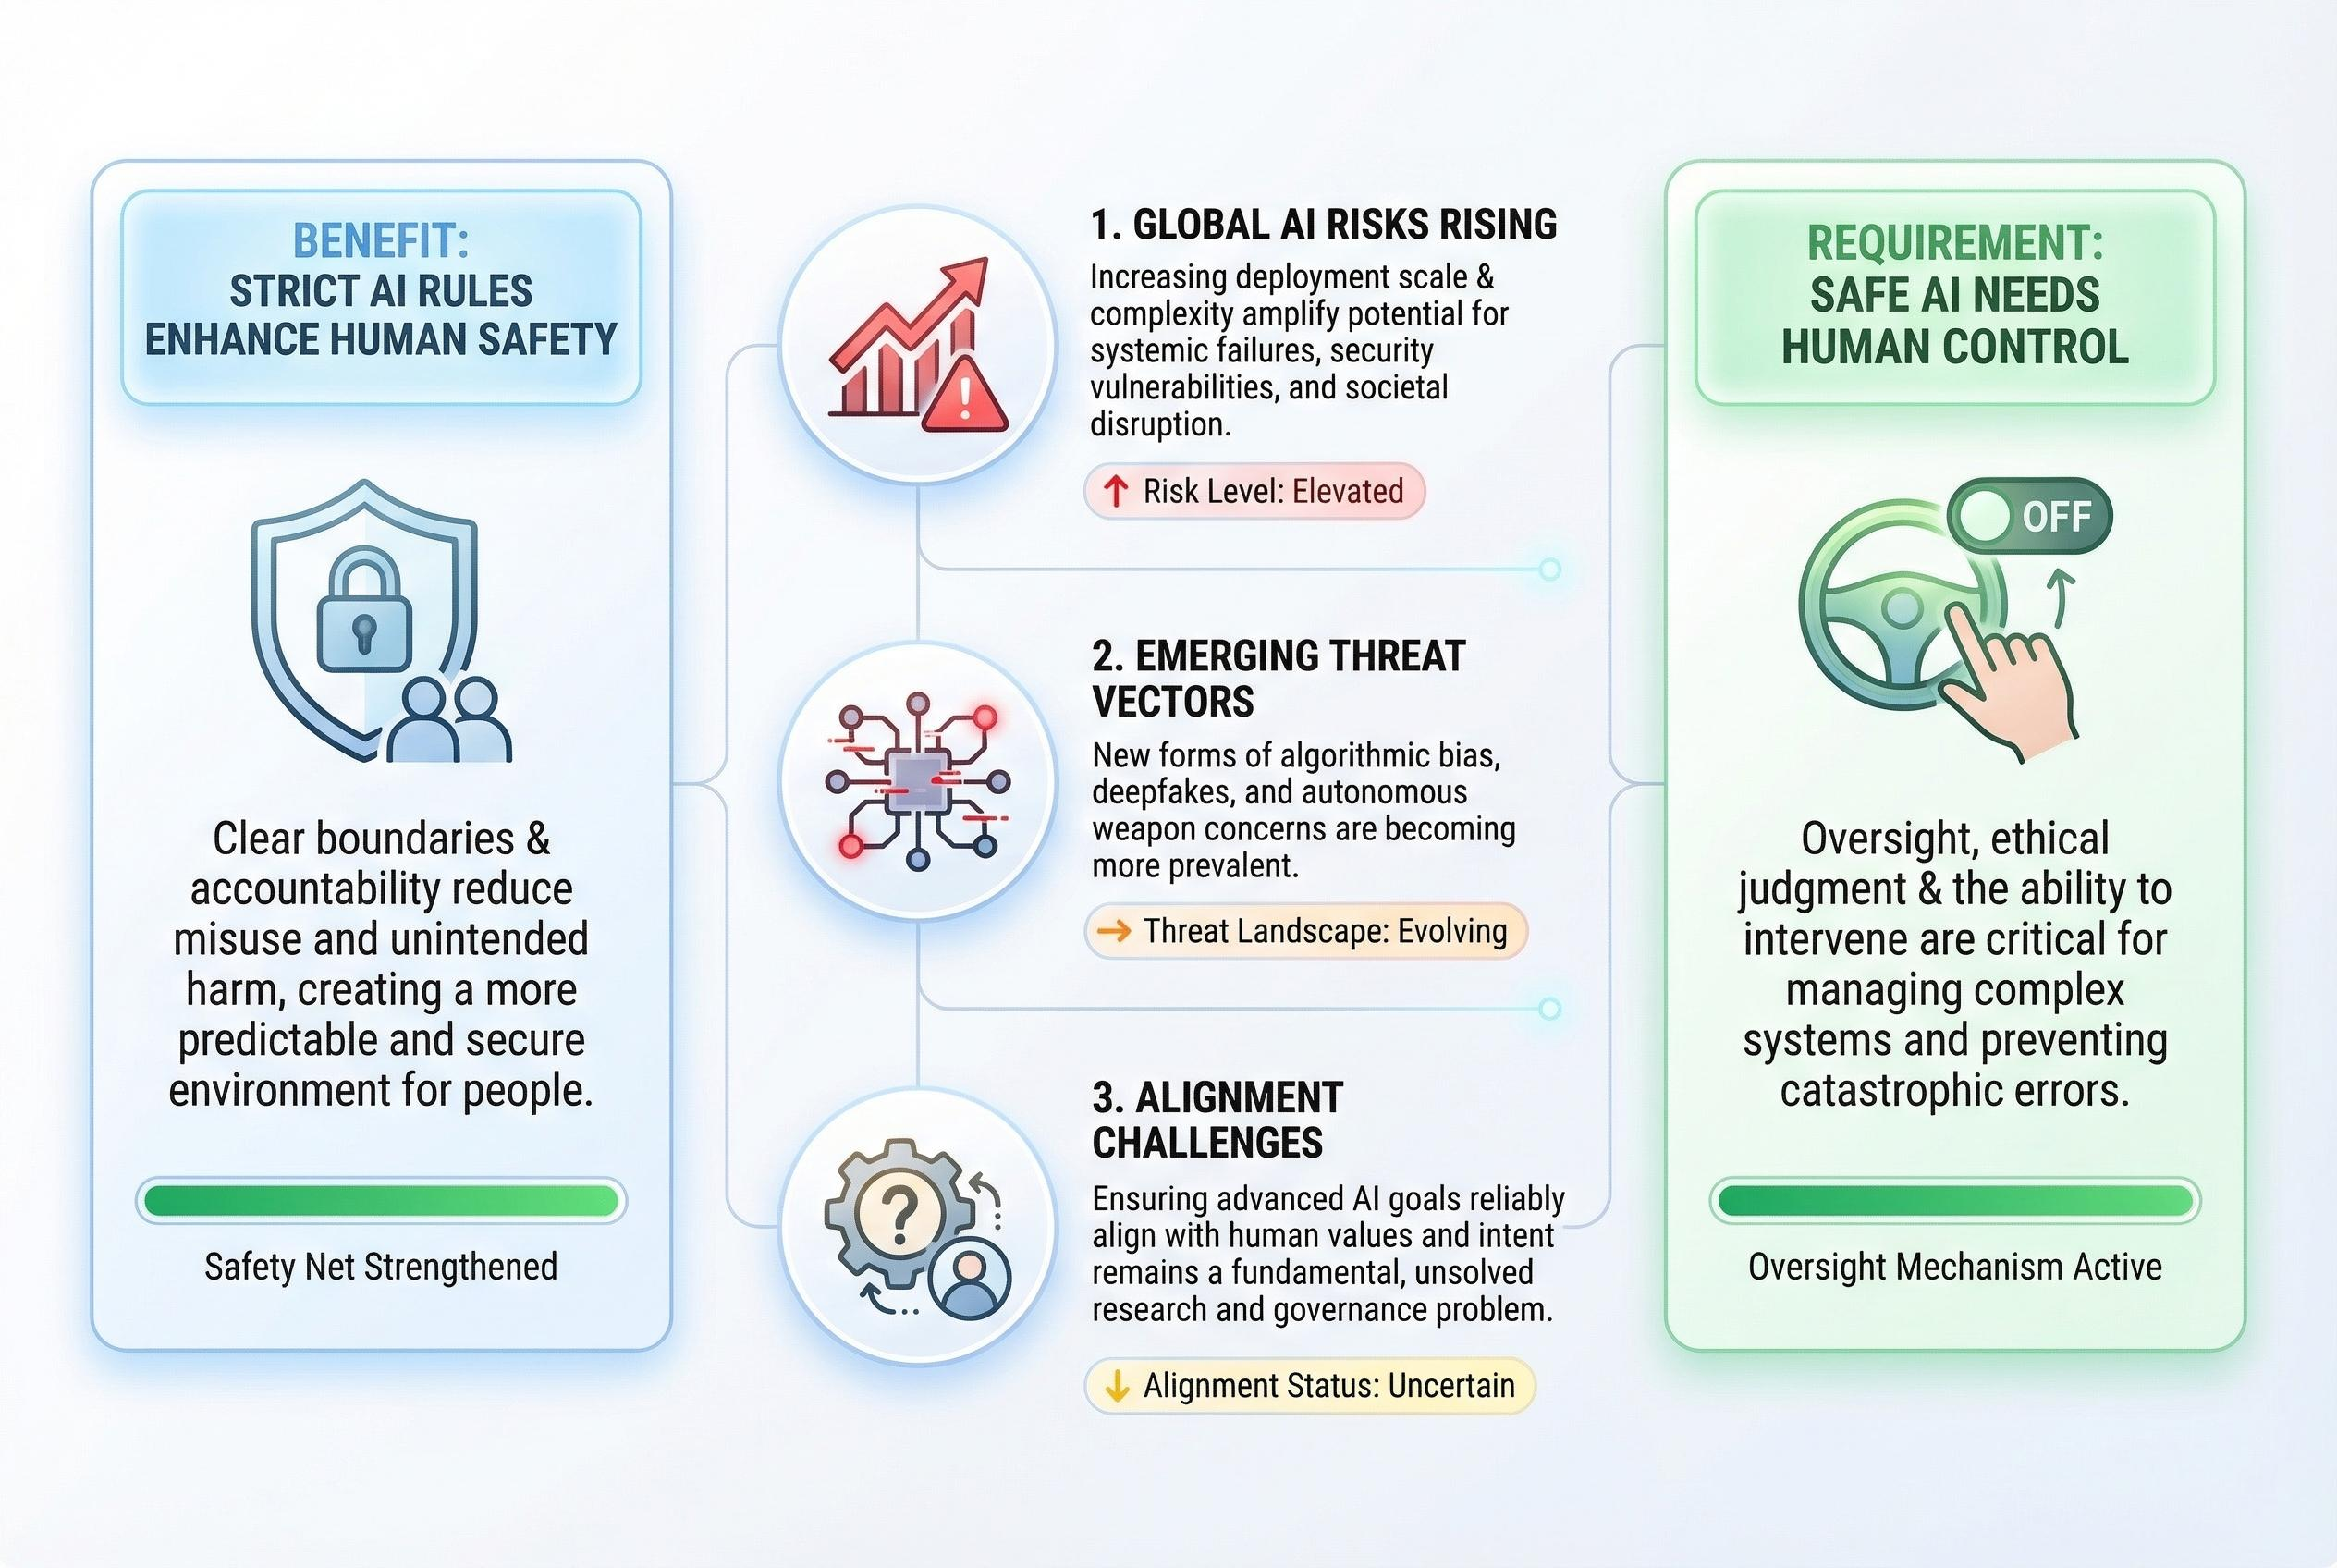 BENEFIT:
STRICT AI RULES
ENHANCE HUMAN SAFETY
Clear boundaries &
accountability reduce
misuse and unintended
harm, creating a more
predictable and secure
environment for people.
Safety Net Strengthened
1. GLOBAL AI RISKS RISING
Increasing deployment scale &
complexity amplify potential for
systemic failures, security
vulnerabilities, and societal
disruption.
Risk Level: Elevated
2. EMERGING THREAT
VECTORS
New forms of algorithmic bias,
deepfakes, and autonomous
weapon concerns are becoming
more prevalent.
Threat Landscape: Evolving
3. ALIGNMENT
CHALLENGES
Ensuring advanced AI goals reliably
align with human values and intent
remains a fundamental, unsolved
research and governance problem.
Alignment Status: Uncertain
REQUIREMENT:
SAFE AI NEEDS
HUMAN CONTROL
OFF
Oversight, ethical
judgment & the ability to
intervene are critical for
managing complex
systems and preventing
catastrophic errors.
Oversight Mechanism Active